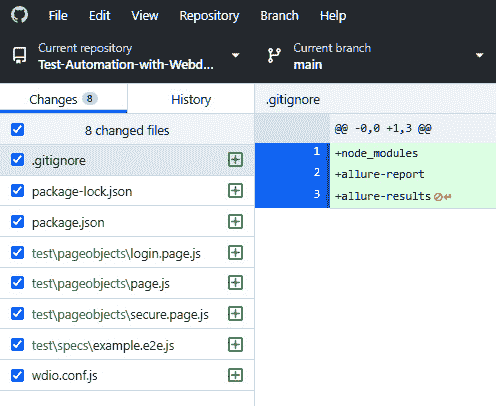 File Edit View Repository Branch Help
Current repository
Test-Automation-with-Webd...
Current branch
main
Changes 8
History
.gitignore
8 changed files
@@ -0,0 +1,3 @@
.gitignore
1 +node_modules
2 +allure-report
3 +allure-results
package-lock.json
package.json
test\pageobjects\login.page.js
test\pageobjects\page.js
test\pageobjects\secure.page.js
test\specs\example.e2e.js
wdio.conf.js